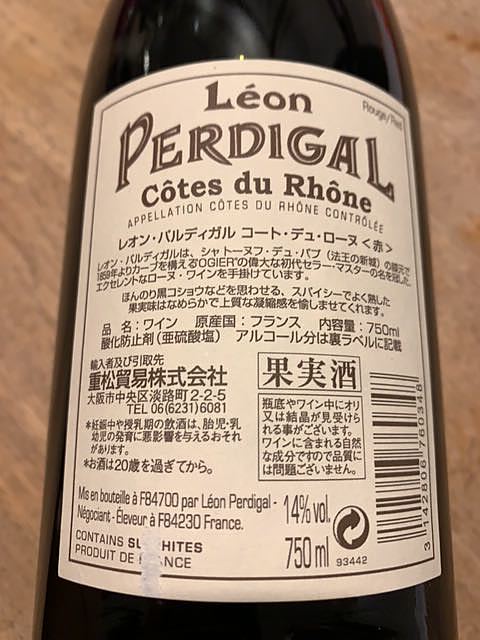 Léon
Rouge/Red
PERDIGAL
Côtes du Rhône
APPELLATION CÔTES DU RHÔNE CONTRÔLÉE
レオン・パルディガル コート・デュ・ローヌ <赤>
レオン・パルディガルは、シャトーヌフ・デュ・パプ (法王の新城) の銘元で
1859年よりカーブを構える"OGIER"の偉大な初代セラー・マスターの名を冠した、
エクセレントなローヌ・ワインを手掛けています。
ほんのり黒コショウなどを思わせる、スパイシーでよく熟した
果実味はなめらかで上質な凝縮感を愉しませてくれます。
品 名：ワイン 原産国：フランス 内容量：750ml
酸化防止剤 (亜硫酸塩) アルコール分は裏ラベルに記載
輸入者及び引取先
重松貿易株式会社
大阪市中央区淡路町2-2-5
TEL 06(6231)6081
*妊娠中や授乳期の飲酒は、胎児・乳
幼児の発育に悪影響を与えるおそれ
があります。
*お酒は20歳を過ぎてから。
果実酒
瓶底やワイン中にオリ
又は結晶が見受けら
れる事がございます。
ワインに含まれる自然
な成分ですので品質に
は問題ございません。
Mis en bouteille à FB4700 par Léon Perdigal -
Négociant - Éleveur à FB4230 France.
14% vol.
CONTAINS SULPHITES
PRODUCE OF FRANCE
750 ml
93442
3 142806 750348